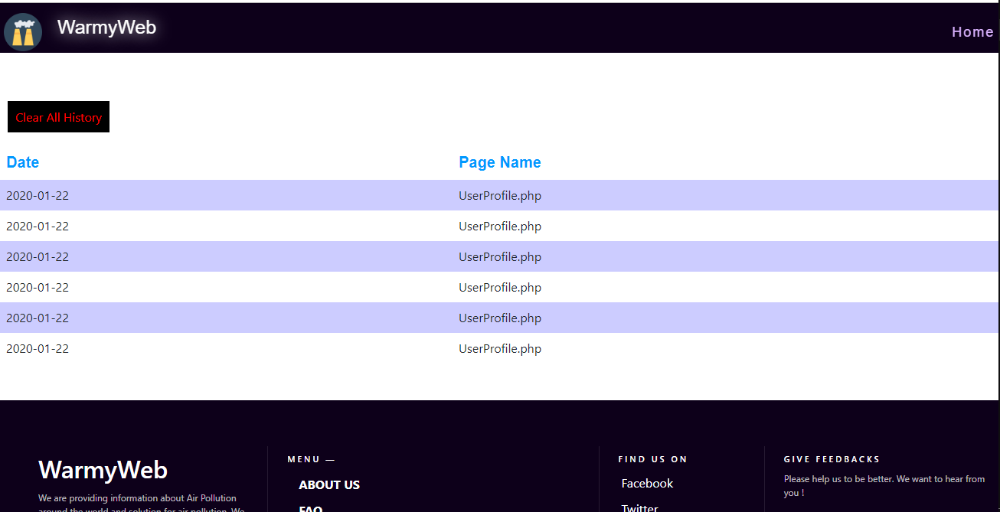 WarmyWeb
Home
Clear All History
Date Page Name
2020-01-22 UserProfile.php
2020-01-22 UserProfile.php
2020-01-22 UserProfile.php
2020-01-22 UserProfile.php
2020-01-22 UserProfile.php
2020-01-22 UserProfile.php
WarmyWeb
We are providing information about Air Pollution
around the world and solution for air pollution. We
MENU —
ABOUT US
FAQ
FIND US ON
Facebook
Twitter
GIVE FEEDBACKS
Please help us to be better. We want to hear from
you !